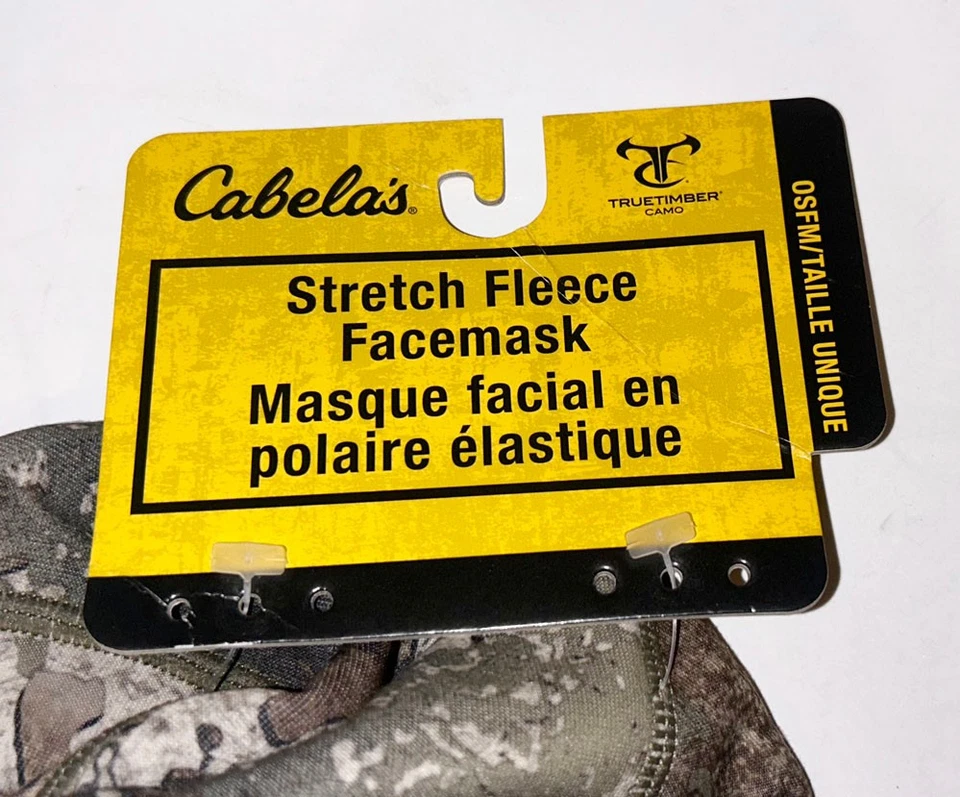 Cabela's®
TRUETIMBER®
CAMO
Stretch Fleece
Facemask
Masque facial en
polaire élastique
OSFM/TAILLE UNIQUE